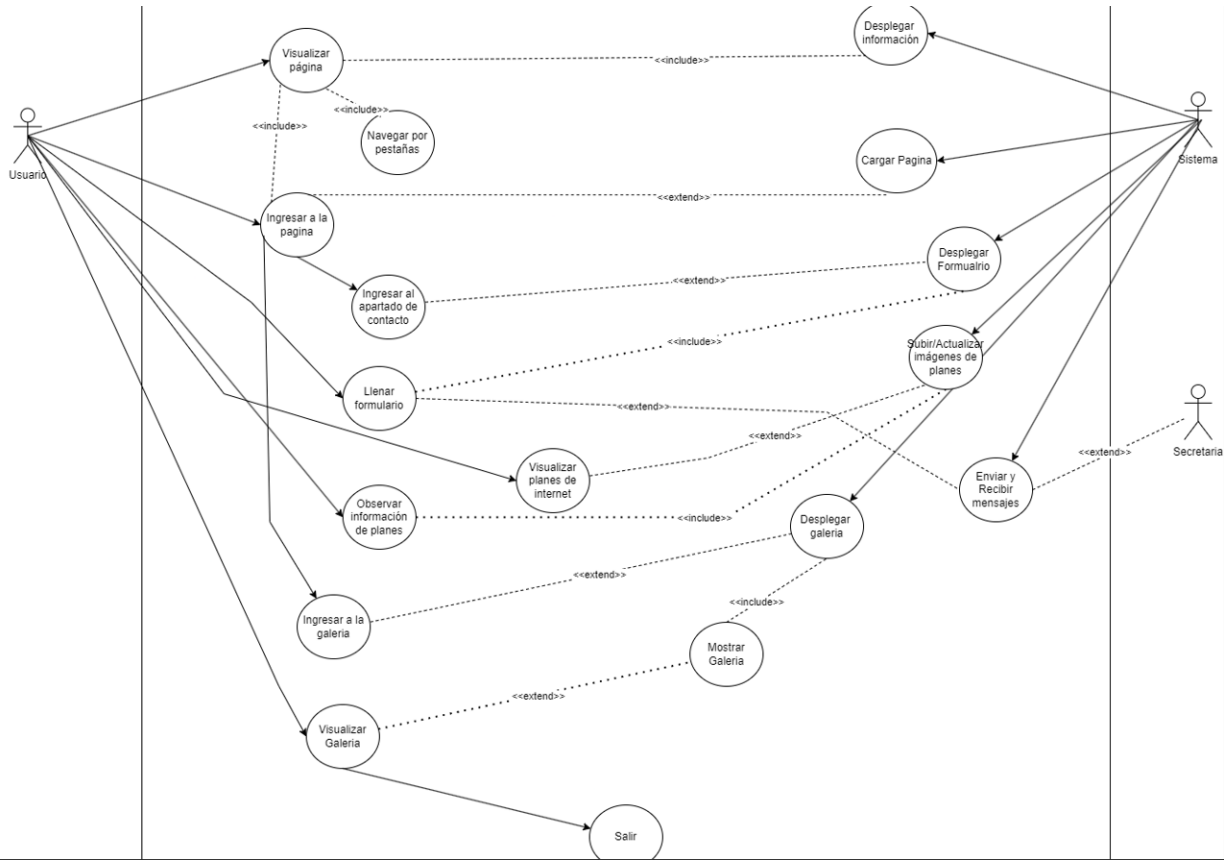 Desplegar
información
Visualizar
página
<<include>>
<<include>>
<<include>>
Navegar por
pestañas
Usuario
Cargar Pagina
Sistema
<<extend>>
Ingresar a la
pagina
Desplegar
Formualrio
<<extend>>
Ingresar al
apartado de
contacto
<<include>>
Subir/Actualizar
imágenes de
planes
Llenar
formulario
<<extend>>
<<extend>>
<<extend>>
Secretaria
Visualizar
planes de
internet
Enviar y
Recibir
mensajes
Observar
información
de planes
<<include>>
Desplegar
galeria
<<extend>>
<<include>>
Ingresar a la
galeria
Mostrar
Galeria
<<extend>>
Visualizar
Galeria
Salir